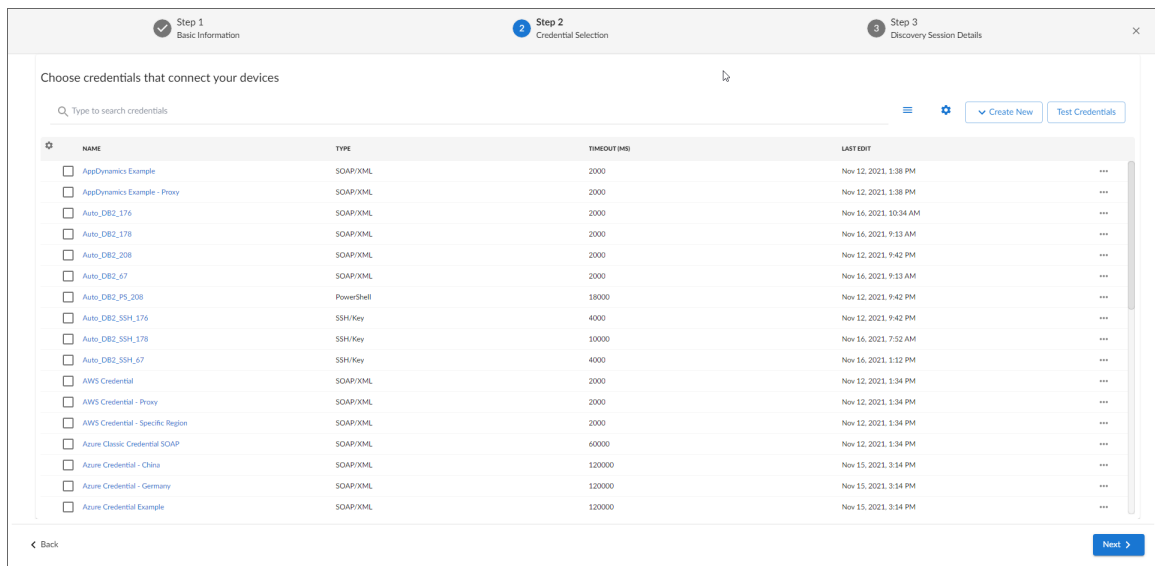 Step 1
Basic Information
2
Step 2
Credential Selection
3
Step 3
Discovery Session Details
Choose credentials that connect your devices
Type to search credentials
Create New
Test Credentials
NAME TYPE TIMEOUT (MS) LAST EDIT
AppDynamics Example SOAP/XML 2000 Nov 12, 2021, 1:38 PM
AppDynamics Example - Proxy SOAP/XML 2000 Nov 12, 2021, 1:38 PM
Auto_DB2_176 SOAP/XML 2000 Nov 16, 2021, 10:34 AM
Auto_DB2_178 SOAP/XML 2000 Nov 16, 2021, 9:13 AM
Auto_DB2_208 SOAP/XML 2000 Nov 12, 2021, 9:42 PM
Auto_DB2_67 SOAP/XML 2000 Nov 16, 2021, 9:13 AM
Auto_DB2_PS_208 PowerShell 18000 Nov 12, 2021, 9:42 PM
Auto_DB2_SSH_176 SSH/Key 4000 Nov 12, 2021, 9:42 PM
Auto_DB2_SSH_178 SSH/Key 10000 Nov 16, 2021, 7:52 AM
Auto_DB2_SSH_67 SSH/Key 4000 Nov 16, 2021, 1:12 PM
AWS Credential SOAP/XML 2000 Nov 12, 2021, 1:34 PM
AWS Credential - Proxy SOAP/XML 2000 Nov 12, 2021, 1:34 PM
AWS Credential - Specific Region SOAP/XML 2000 Nov 12, 2021, 1:34 PM
Azure Classic Credential SOAP SOAP/XML 60000 Nov 12, 2021, 1:34 PM
Azure Credential - China SOAP/XML 120000 Nov 15, 2021, 3:14 PM
Azure Credential - Germany SOAP/XML 120000 Nov 15, 2021, 3:14 PM
Azure Credential Example SOAP/XML 120000 Nov 15, 2021, 3:14 PM
Back
Next